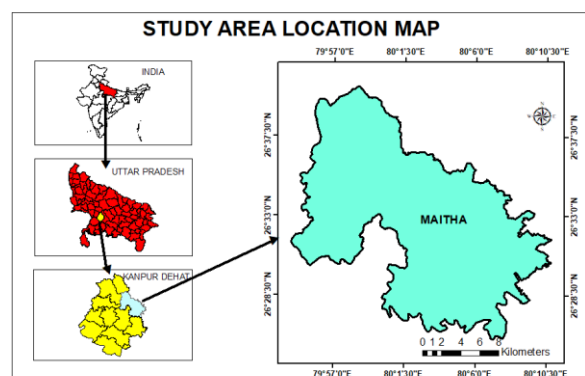 STUDY AREA LOCATION MAP
INDIA
UTTAR PRADESH
KANPUR DEHAT
79°57'0"E 80°1'30"E 80°6'0"E 80°10'30"E
26°37'30"N 26°37'30"N
26°33'0"N 26°33'0"N
26°28'30"N 26°28'30"N
MAITHA
0 1 2 4 6 8
Kilometers
79°57'0"E 80°1'30"E 80°6'0"E 80°10'30"E